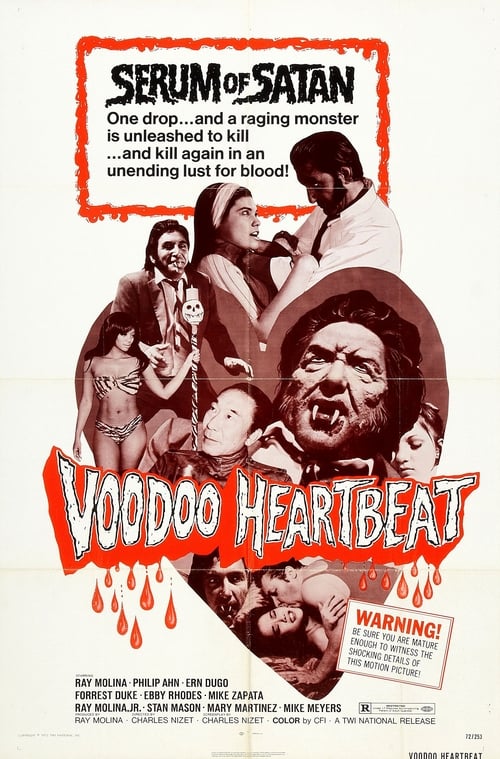 SERUM OF SATAN
One drop...and a raging monster
is unleashed to kill
...and kill again in an
unending lust for blood!
VOODOO HEARTBEAT
WARNING!
BE SURE YOU ARE MATURE
ENOUGH TO WITNESS THE
SHOCKING DETAILS OF
THIS MOTION PICTURE!
STARRING
RAY MOLINA · PHILIP AHN · ERN DUGO
FORREST DUKE · EBBY RHODES · MIKE ZAPATA
RAY MOLINA, JR. · STAN MASON · MARY MARTINEZ · MIKE MEYERS
R RESTRICTED
PRODUCED BY
RAY MOLINA · CHARLES NIZET · CHARLES NIZET · COLOR by CFI · A TWI NATIONAL RELEASE
72/253
VOODOO HEARTBEAT